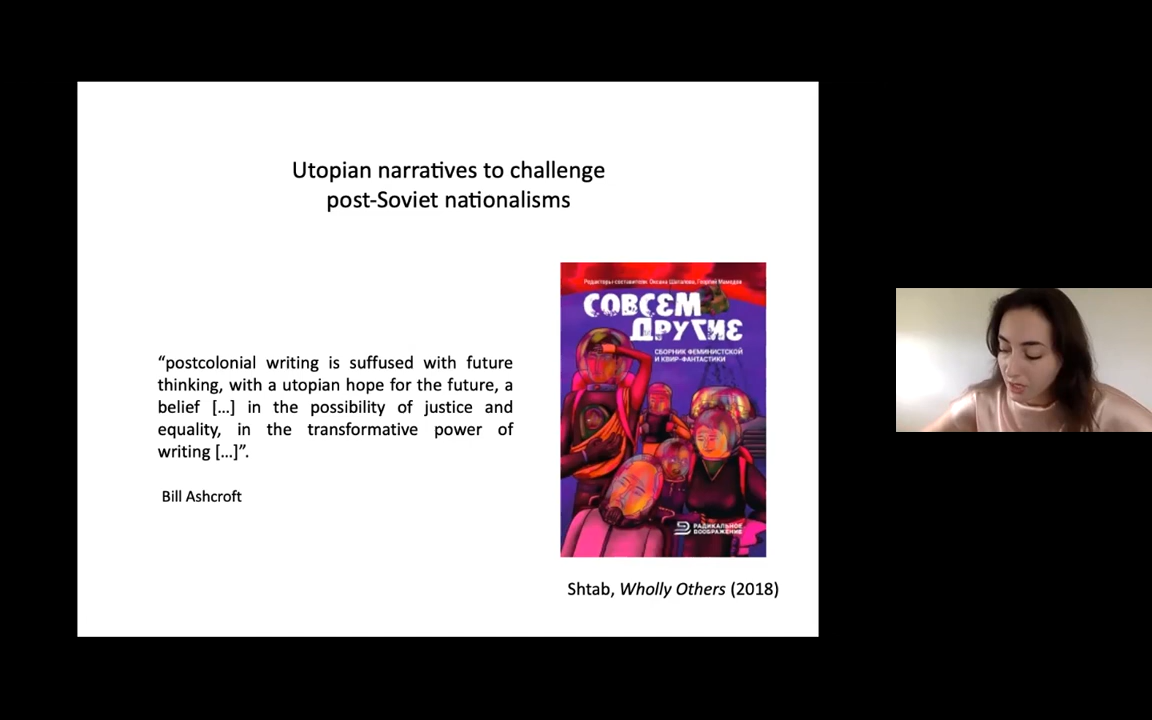 Utopian narratives to challenge
post-Soviet nationalisms
“postcolonial writing is suffused with future
thinking, with a utopian hope for the future, a
belief [...] in the possibility of justice and
equality, in the transformative power of
writing [...]”.
Bill Ashcroft
Редакторы-составители: Оксана Шаталова, Георгий Мамедов
СОВСЕМ
ДРУГИЕ
СБОРНИК ФЕМИНИСТСКОЙ
И КВИР-ФАНТАСТИКИ
РАДИКАЛЬНОЕ
ВООБРАЖЕНИЕ
Shtab, Wholly Others (2018)